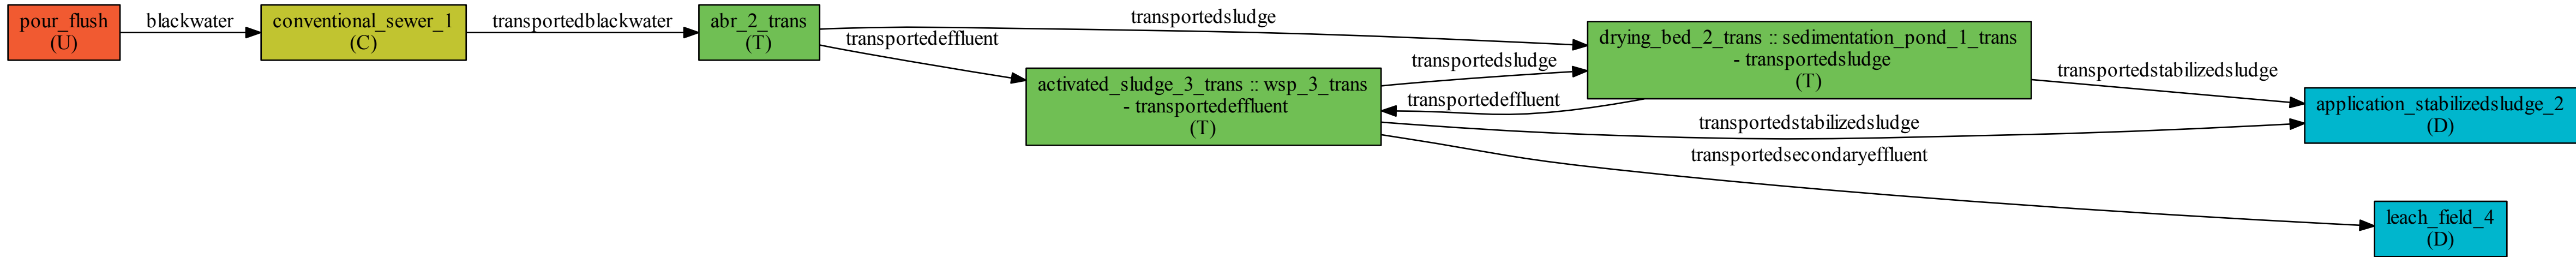 pour_flush
(U)
blackwater
conventional_sewer_1
(C)
transportedblackwater
abr_2_trans
(T)
transportedsludge
transportedeffluent
activated_sludge_3_trans :: wsp_3_trans
- transportedeffluent
(T)
transportedsludge
transportedeffluent
drying_bed_2_trans :: sedimentation_pond_1_trans
- transportedsludge
(T)
transportedstabilizedsludge
transportedstabilizedsludge
transportedsecondaryeffluent
application_stabilizedsludge_2
(D)
leach_field_4
(D)